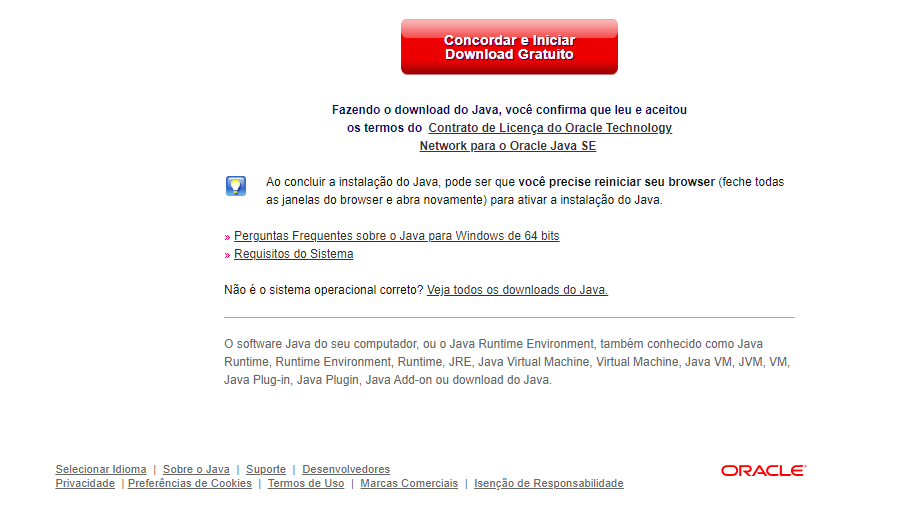 Concordar e Iniciar
Download Gratuito
Fazendo o download do Java, você confirma que leu e aceitou
os termos do Contrato de Licença do Oracle Technology
Network para o Oracle Java SE
Ao concluir a instalação do Java, pode ser que você precise reiniciar seu browser (feche todas
as janelas do browser e abra novamente) para ativar a instalação do Java.
» Perguntas Frequentes sobre o Java para Windows de 64 bits
» Requisitos do Sistema
Não é o sistema operacional correto? Veja todos os downloads do Java.
O software Java do seu computador, ou o Java Runtime Environment, também conhecido como Java
Runtime, Runtime Environment, Runtime, JRE, Java Virtual Machine, Virtual Machine, Java VM, JVM, VM,
Java Plug-in, Java Plugin, Java Add-on ou download do Java.
Selecionar Idioma | Sobre o Java | Suporte | Desenvolvedores
Privacidade | Preferências de Cookies | Termos de Uso | Marcas Comerciais | Isenção de Responsabilidade
ORACLE